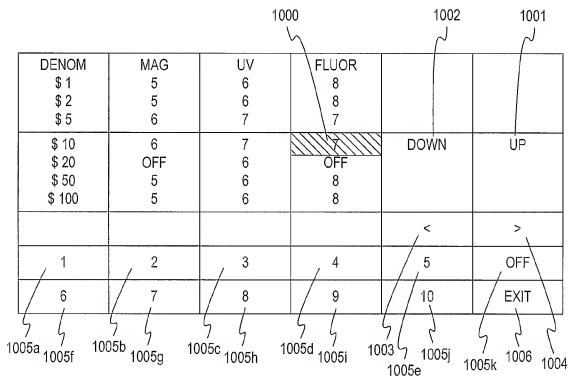 1000 1002 1001
DENOM MAG UV FLUOR
$ 1 5 6 8
$ 2 5 6 8
$ 5 6 7 7
$ 10 6 7 7 DOWN UP
$ 20 OFF 6 OFF
$ 50 5 6 8
$ 100 5 6 8
< >
1 2 3 4 5 OFF
6 7 8 9 10 EXIT
1005a 1005f 1005b 1005g 1005c 1005h 1005d 1005i 1003 1005e 1005j 1005k 1006 1004